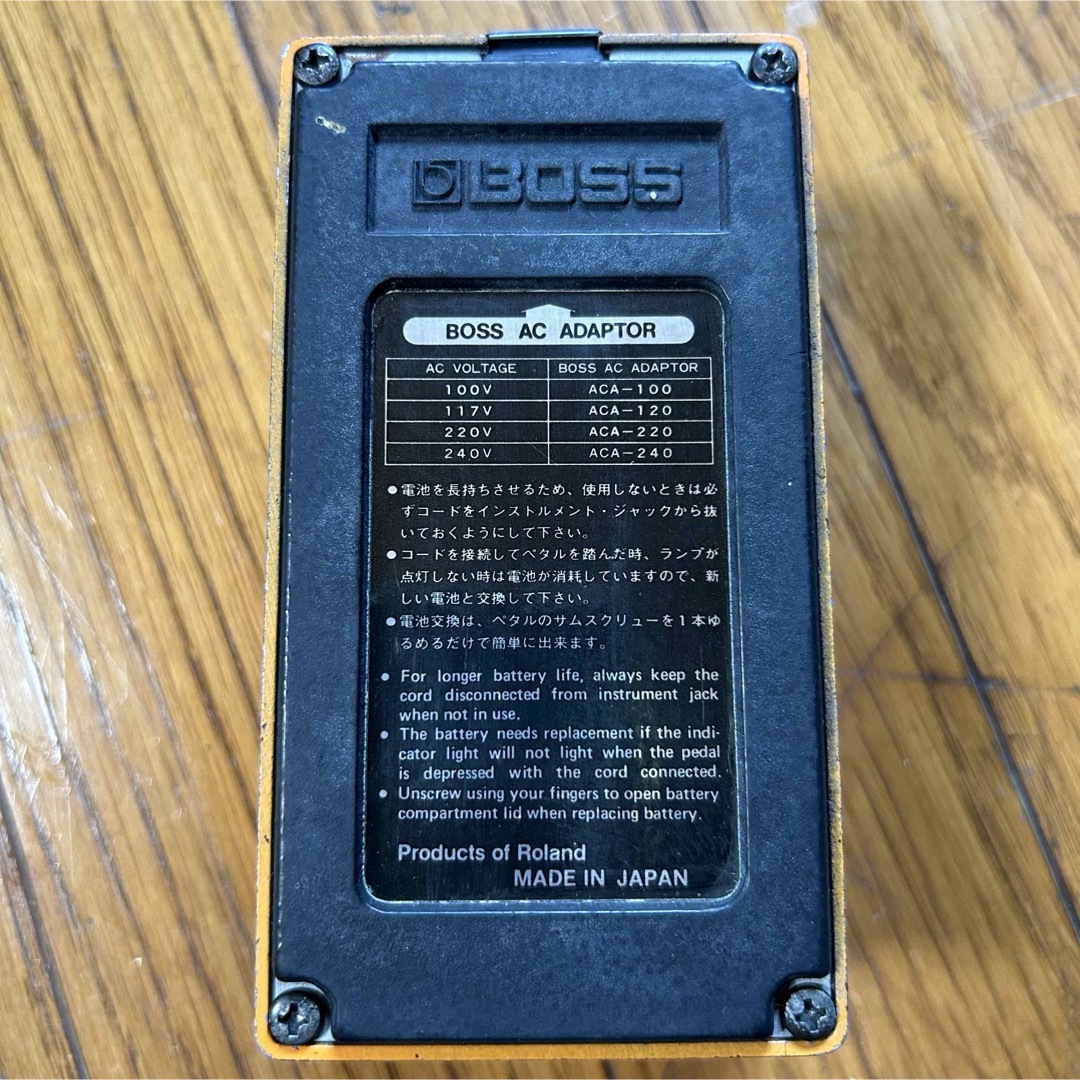 BOSS
BOSS AC ADAPTOR
AC VOLTAGE BOSS AC ADAPTOR
100V ACA-100
117V ACA-120
220V ACA-220
240V ACA-240
●電池を長持ちさせるため、使用しないときは必
ずコードをインストルメント・ジャックから抜
いておくようにして下さい。
●コードを接続してペタルを踏んだ時、ランプが
点灯しない時は電池が消耗していますので、新
しい電池と交換して下さい。
●電池交換は、ペタルのサムスクリューを1本ゆ
るめるだけで簡単に出来ます。
● For longer battery life, always keep the
cord disconnected from instrument jack
when not in use.
● The battery needs replacement if the indi-
cator light will not light when the pedal
is depressed with the cord connected.
● Unscrew using your fingers to open battery
compartment lid when replacing battery.
Products of Roland
MADE IN JAPAN